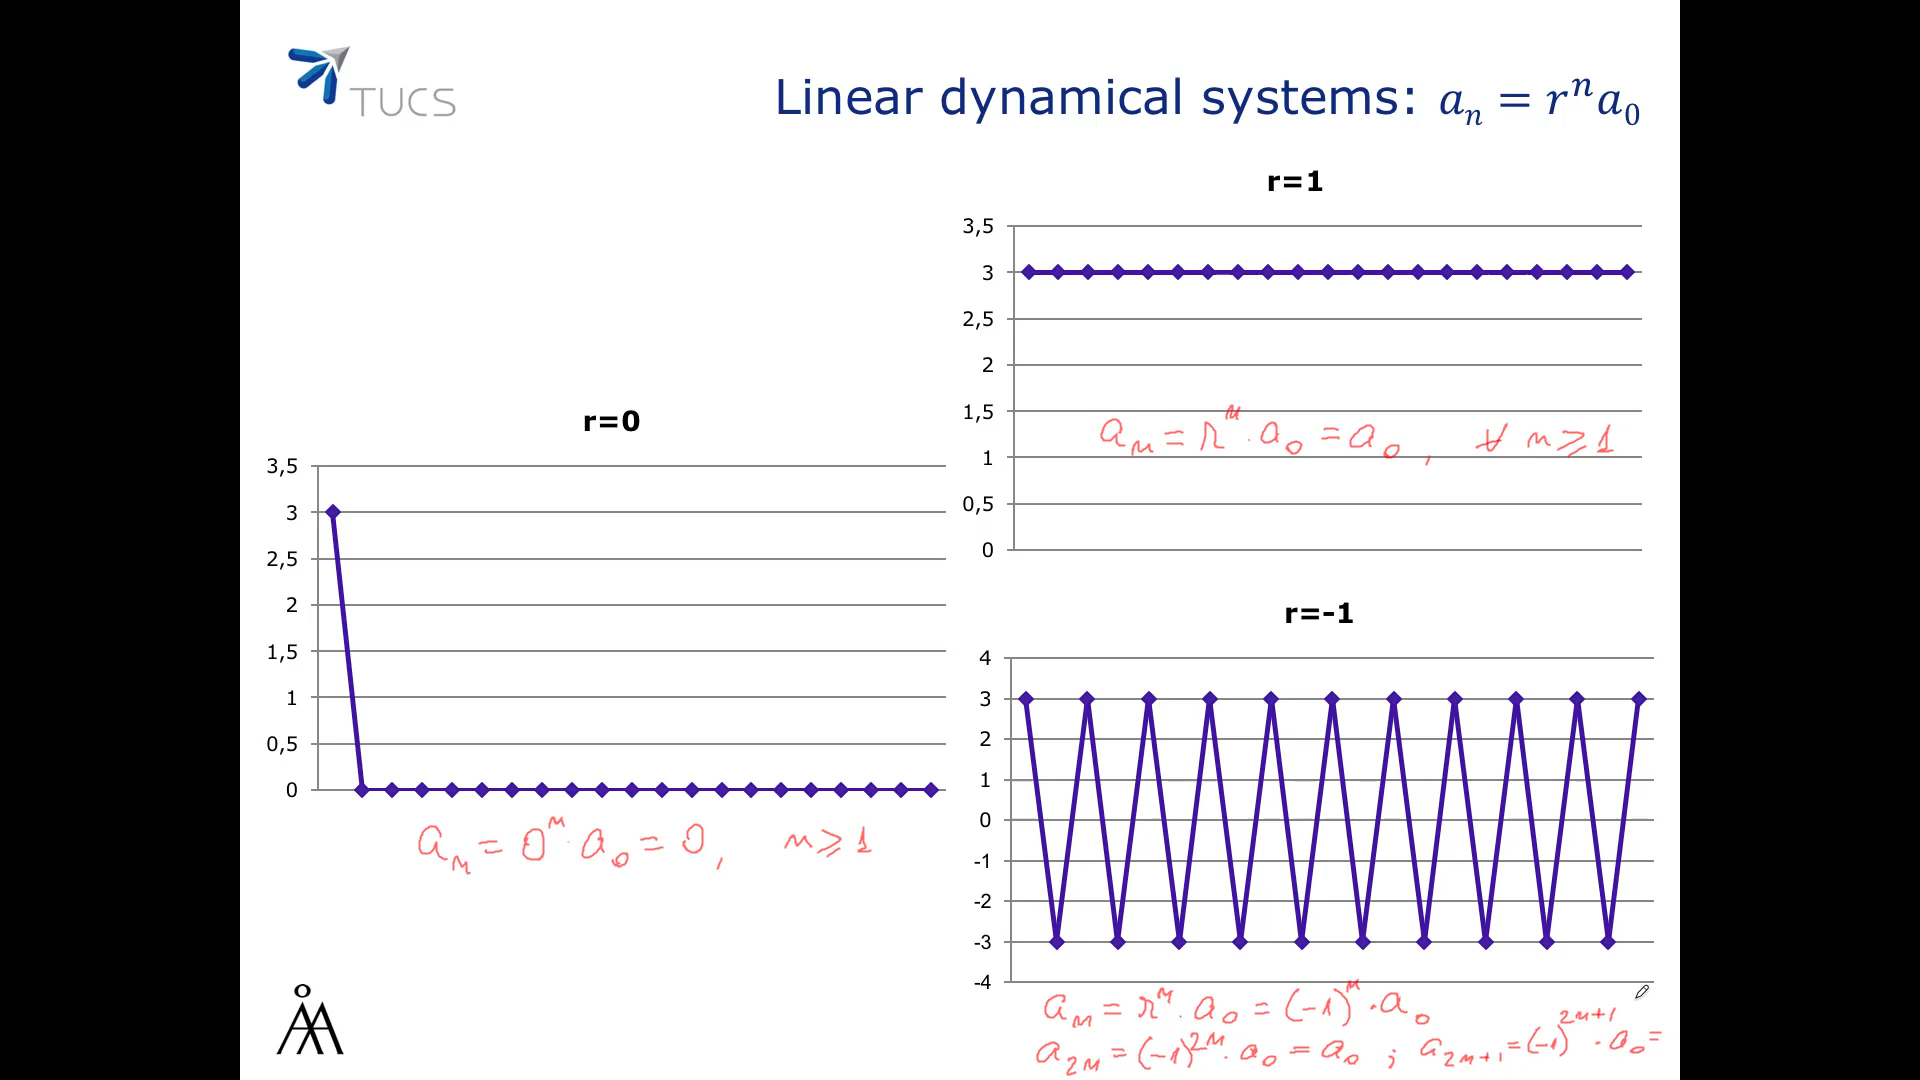 TUCS
Linear dynamical systems: aₙ = rⁿa₀
r=1
3,5
3
2,5
2
1,5
1
0,5
0
aₙ = rⁿ · a₀ = a₀ , ∀ n ⩾ 1
r=0
3,5
3
2,5
2
1,5
1
0,5
0
aₙ = 0ⁿ · a₀ = 0 , n ⩾ 1
r=-1
4
3
2
1
0
-1
-2
-3
-4
aₙ = rⁿ · a₀ = (-1)ⁿ · a₀
a₂ₙ = (-1)²ⁿ · a₀ = a₀ ; a₂ₙ₊₁ = (-1)²ⁿ⁺¹ · a₀ =